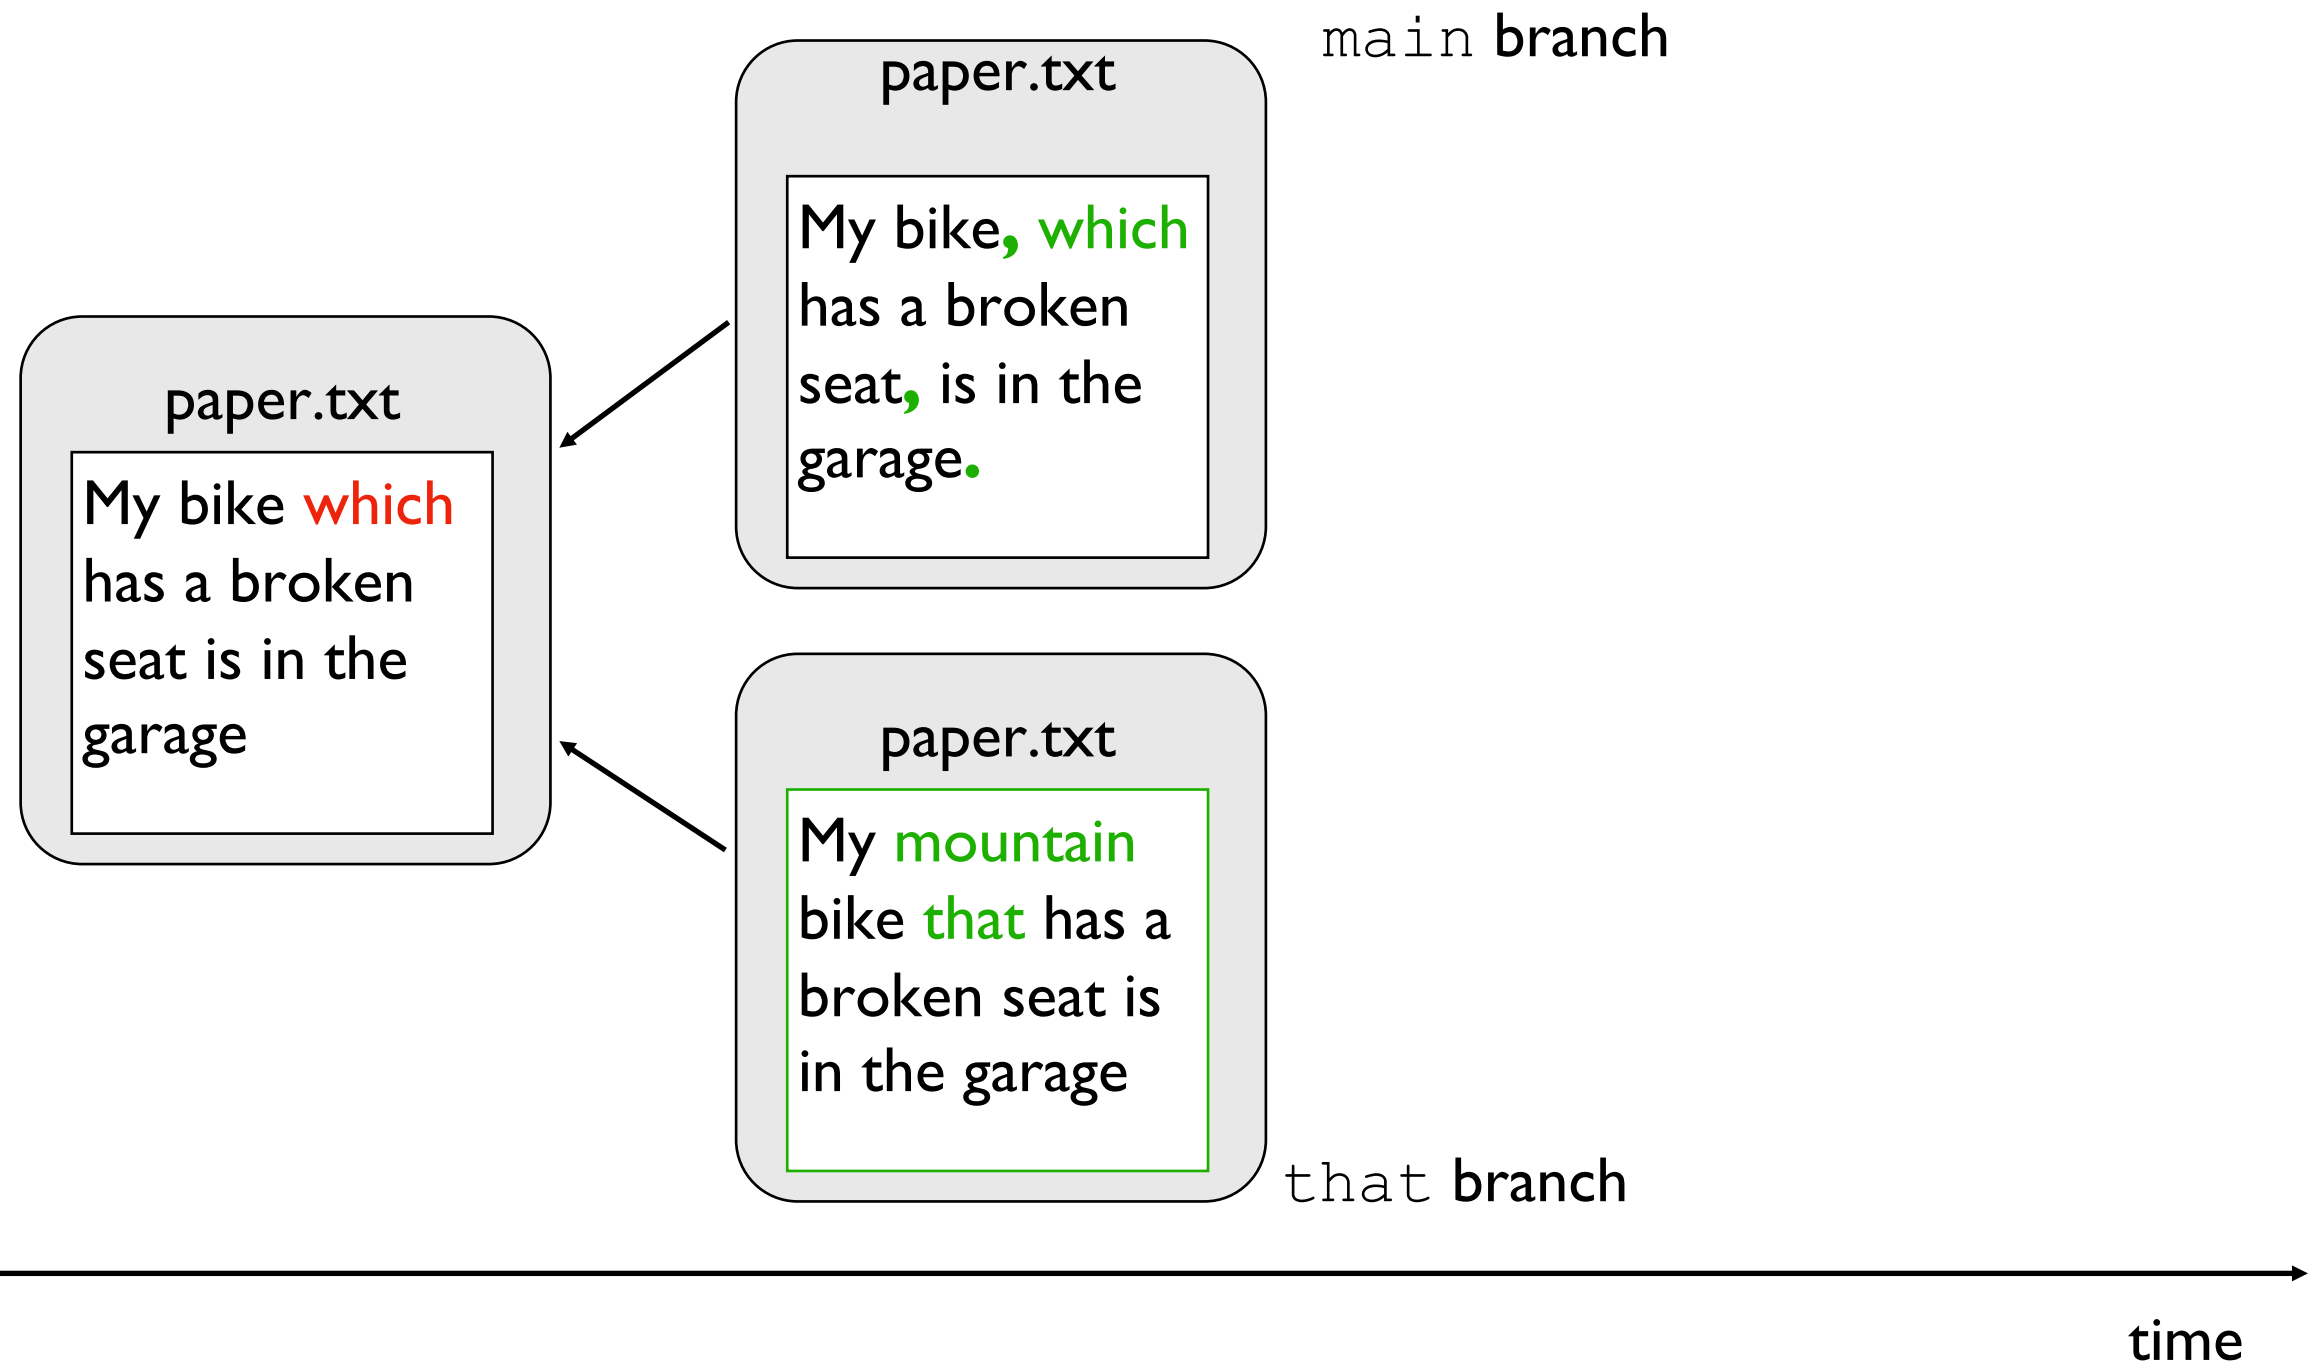 main branch
paper.txt
My bike, which
has a broken
seat, is in the
garage.
paper.txt
My bike which
has a broken
seat is in the
garage
paper.txt
My mountain
bike that has a
broken seat is
in the garage
that branch
time